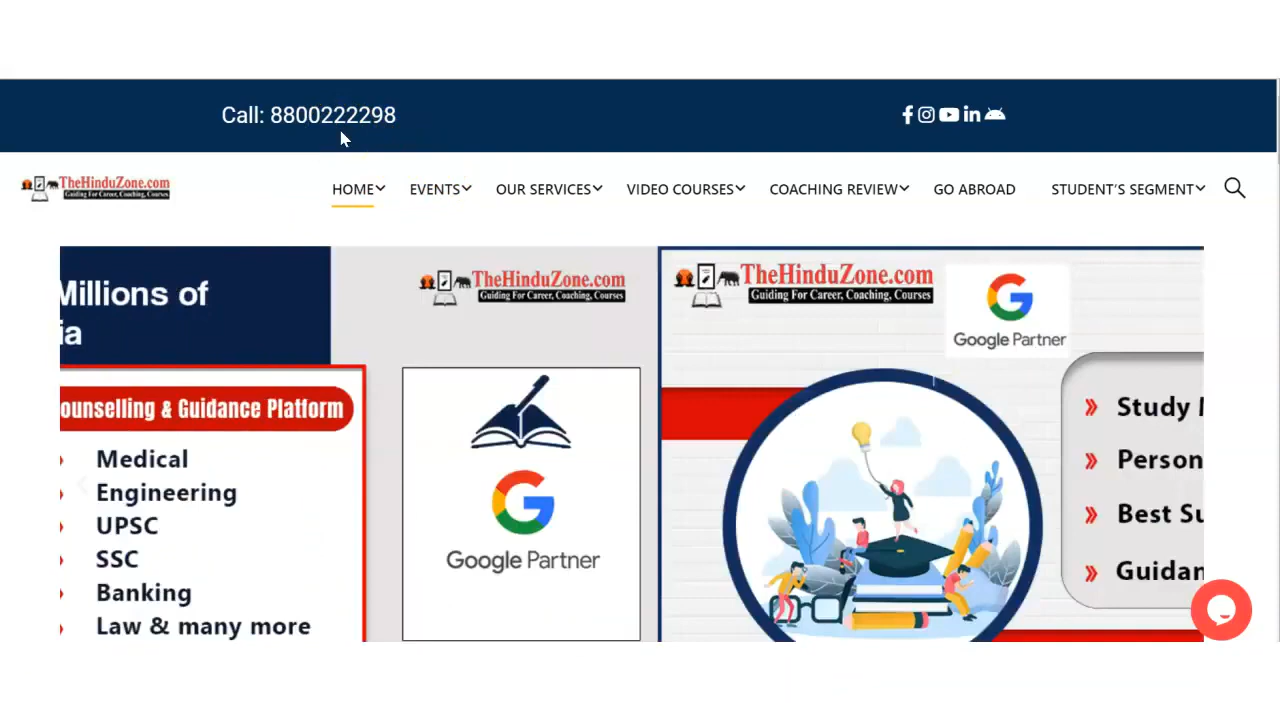 Call: 8800222298
TheHinduZone.com
Guiding For Career, Coaching, Courses
HOME
EVENTS
OUR SERVICES
VIDEO COURSES
COACHING REVIEW
GO ABROAD
STUDENT'S SEGMENT
Millions of
ia
ounselling & Guidance Platform
Medical
Engineering
UPSC
SSC
Banking
Law & many more
TheHinduZone.com
Guiding For Career, Coaching, Courses
Google Partner
TheHinduZone.com
Guiding For Career, Coaching, Courses
Google Partner
Study
Person
Best Su
Guidan